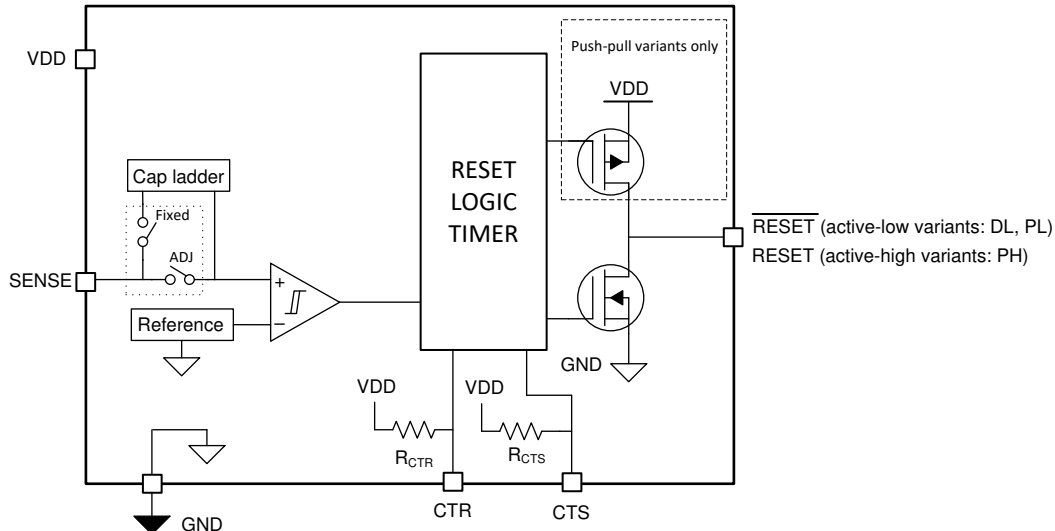 Push-pull variants only
VDD
VDD
RESET
LOGIC
TIMER
Cap ladder
Fixed
ADJ
RESET (active-low variants: DL, PL)
RESET (active-high variants: PH)
SENSE
+
−
Reference
GND
VDD
VDD
RCTR
RCTS
CTR
CTS
GND